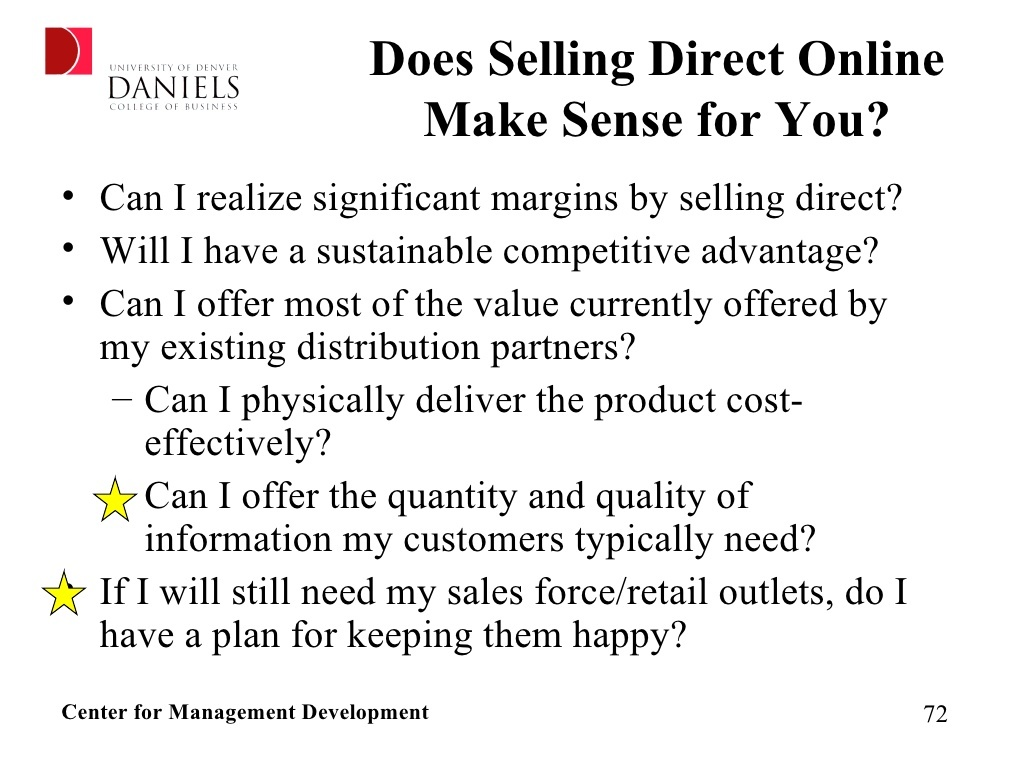 UNIVERSITY OF DENVER
DANIELS
COLLEGE OF BUSINESS
Does Selling Direct Online
Make Sense for You?
• Can I realize significant margins by selling direct?
• Will I have a sustainable competitive advantage?
• Can I offer most of the value currently offered by
my existing distribution partners?
– Can I physically deliver the product cost-
effectively?
Can I offer the quantity and quality of
information my customers typically need?
If I will still need my sales force/retail outlets, do I
have a plan for keeping them happy?
Center for Management Development
72